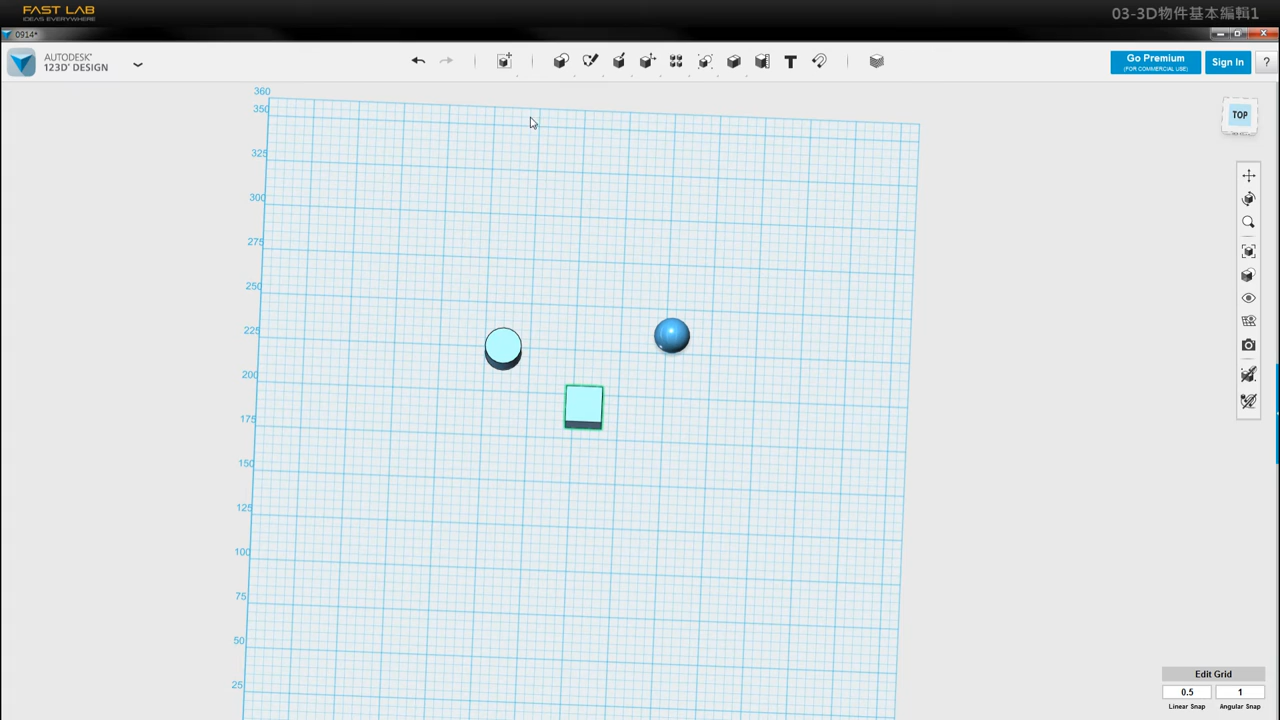 FAST LAB
IDEAS EVERYWHERE
03-3D物件基本編輯1
0914*
AUTODESK®
123D® DESIGN
T
Go Premium
(FOR COMMERCIAL USE)
Sign In
?
TOP
360
350
325
300
275
250
225
200
175
150
125
100
75
50
25
Edit Grid
0.5
1
Linear Snap
Angular Snap